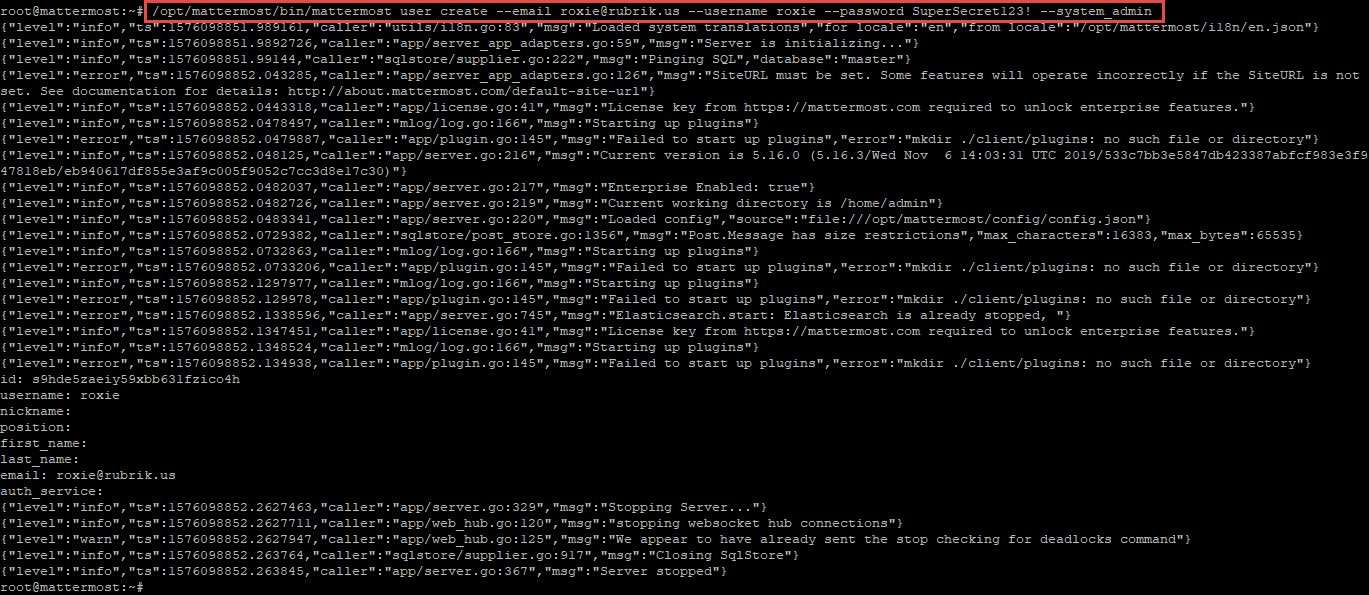 root@mattermost:~# /opt/mattermost/bin/mattermost user create --email roxie@rubrik.us --username roxie --password SuperSecret123! --system_admin
{"level":"info","ts":1576098851.989161,"caller":"utils/i18n.go:83","msg":"Loaded system translations","for locale":"en","from locale":"/opt/mattermost/i18n/en.json"}
{"level":"info","ts":1576098851.9892726,"caller":"app/server_app_adapters.go:59","msg":"Server is initializing..."}
{"level":"info","ts":1576098851.99144,"caller":"sqlstore/supplier.go:222","msg":"Pinging SQL","database":"master"}
{"level":"error","ts":1576098852.043285,"caller":"app/server_app_adapters.go:126","msg":"SiteURL must be set. Some features will operate incorrectly if the SiteURL is not
set. See documentation for details: http://about.mattermost.com/default-site-url"}
{"level":"info","ts":1576098852.0443318,"caller":"app/license.go:41","msg":"License key from https://mattermost.com required to unlock enterprise features."}
{"level":"info","ts":1576098852.0478497,"caller":"mlog/log.go:166","msg":"Starting up plugins"}
{"level":"error","ts":1576098852.0479887,"caller":"app/plugin.go:145","msg":"Failed to start up plugins","error":"mkdir ./client/plugins: no such file or directory"}
{"level":"info","ts":1576098852.048125,"caller":"app/server.go:216","msg":"Current version is 5.16.0 (5.16.3/Wed Nov  6 14:03:31 UTC 2019/533c7bb3e5847db423387abfcf983e3f9
47818eb/eb940617df855e3af9c005f9052c7cc3d8e17c30)"}
{"level":"info","ts":1576098852.0482037,"caller":"app/server.go:217","msg":"Enterprise Enabled: true"}
{"level":"info","ts":1576098852.0482726,"caller":"app/server.go:219","msg":"Current working directory is /home/admin"}
{"level":"info","ts":1576098852.0483341,"caller":"app/server.go:220","msg":"Loaded config","source":"file:///opt/mattermost/config/config.json"}
{"level":"info","ts":1576098852.0729382,"caller":"sqlstore/post_store.go:1356","msg":"Post.Message has size restrictions","max_characters":16383,"max_bytes":65535}
{"level":"info","ts":1576098852.0732863,"caller":"mlog/log.go:166","msg":"Starting up plugins"}
{"level":"error","ts":1576098852.0733206,"caller":"app/plugin.go:145","msg":"Failed to start up plugins","error":"mkdir ./client/plugins: no such file or directory"}
{"level":"info","ts":1576098852.1297977,"caller":"mlog/log.go:166","msg":"Starting up plugins"}
{"level":"error","ts":1576098852.129978,"caller":"app/plugin.go:145","msg":"Failed to start up plugins","error":"mkdir ./client/plugins: no such file or directory"}
{"level":"error","ts":1576098852.1338596,"caller":"app/server.go:745","msg":"Elasticsearch.start: Elasticsearch is already stopped, "}
{"level":"info","ts":1576098852.1347451,"caller":"app/license.go:41","msg":"License key from https://mattermost.com required to unlock enterprise features."}
{"level":"info","ts":1576098852.1348524,"caller":"mlog/log.go:166","msg":"Starting up plugins"}
{"level":"error","ts":1576098852.134938,"caller":"app/plugin.go:145","msg":"Failed to start up plugins","error":"mkdir ./client/plugins: no such file or directory"}
id: s9hde5zaeiy59xbb631fzico4h
username: roxie
nickname:
position:
first_name:
last_name:
email: roxie@rubrik.us
auth_service:
{"level":"info","ts":1576098852.2627463,"caller":"app/server.go:329","msg":"Stopping Server..."}
{"level":"info","ts":1576098852.2627711,"caller":"app/web_hub.go:120","msg":"stopping websocket hub connections"}
{"level":"warn","ts":1576098852.2627947,"caller":"app/web_hub.go:125","msg":"We appear to have already sent the stop checking for deadlocks command"}
{"level":"info","ts":1576098852.263764,"caller":"sqlstore/supplier.go:917","msg":"Closing SqlStore"}
{"level":"info","ts":1576098852.263845,"caller":"app/server.go:367","msg":"Server stopped"}
root@mattermost:~#